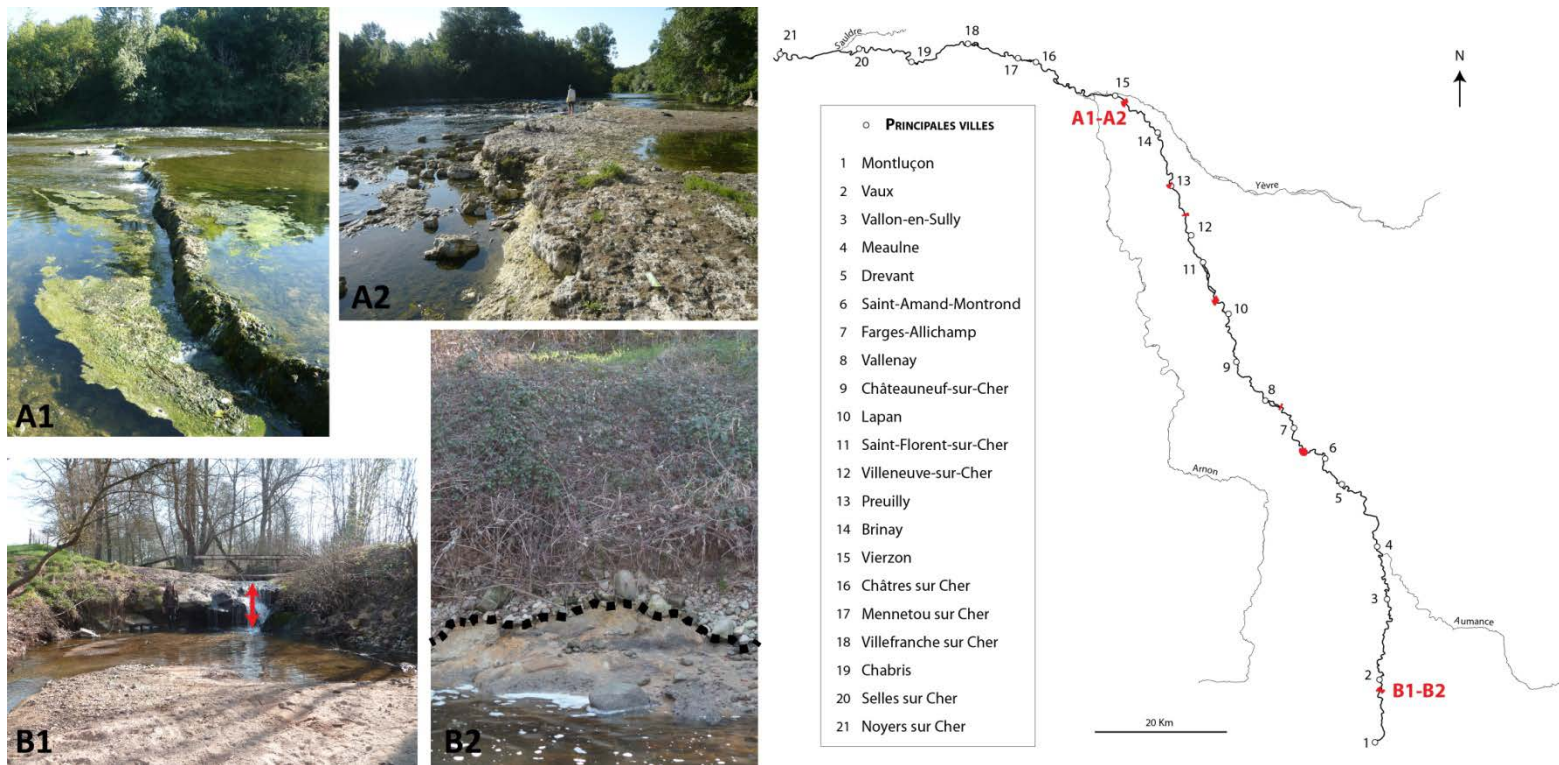 A1
A2
B1
B2
21
Sauldre
20
19
18
17
16
15
A1-A2
14
13
12
11
10
9
8
7
6
5
4
3
2
B1-B2
1
Yèvre
Arnon
Aumance
N
20 Km
PRINCIPALES VILLES
1 Montluçon
2 Vaux
3 Vallon-en-Sully
4 Meaulne
5 Drevant
6 Saint-Amand-Montrond
7 Farges-Allichamp
8 Vallenay
9 Châteauneuf-sur-Cher
10 Lapan
11 Saint-Florent-sur-Cher
12 Villeneuve-sur-Cher
13 Preuilly
14 Brinay
15 Vierzon
16 Châtres sur Cher
17 Mennetou sur Cher
18 Villefranche sur Cher
19 Chabris
20 Selles sur Cher
21 Noyers sur Cher